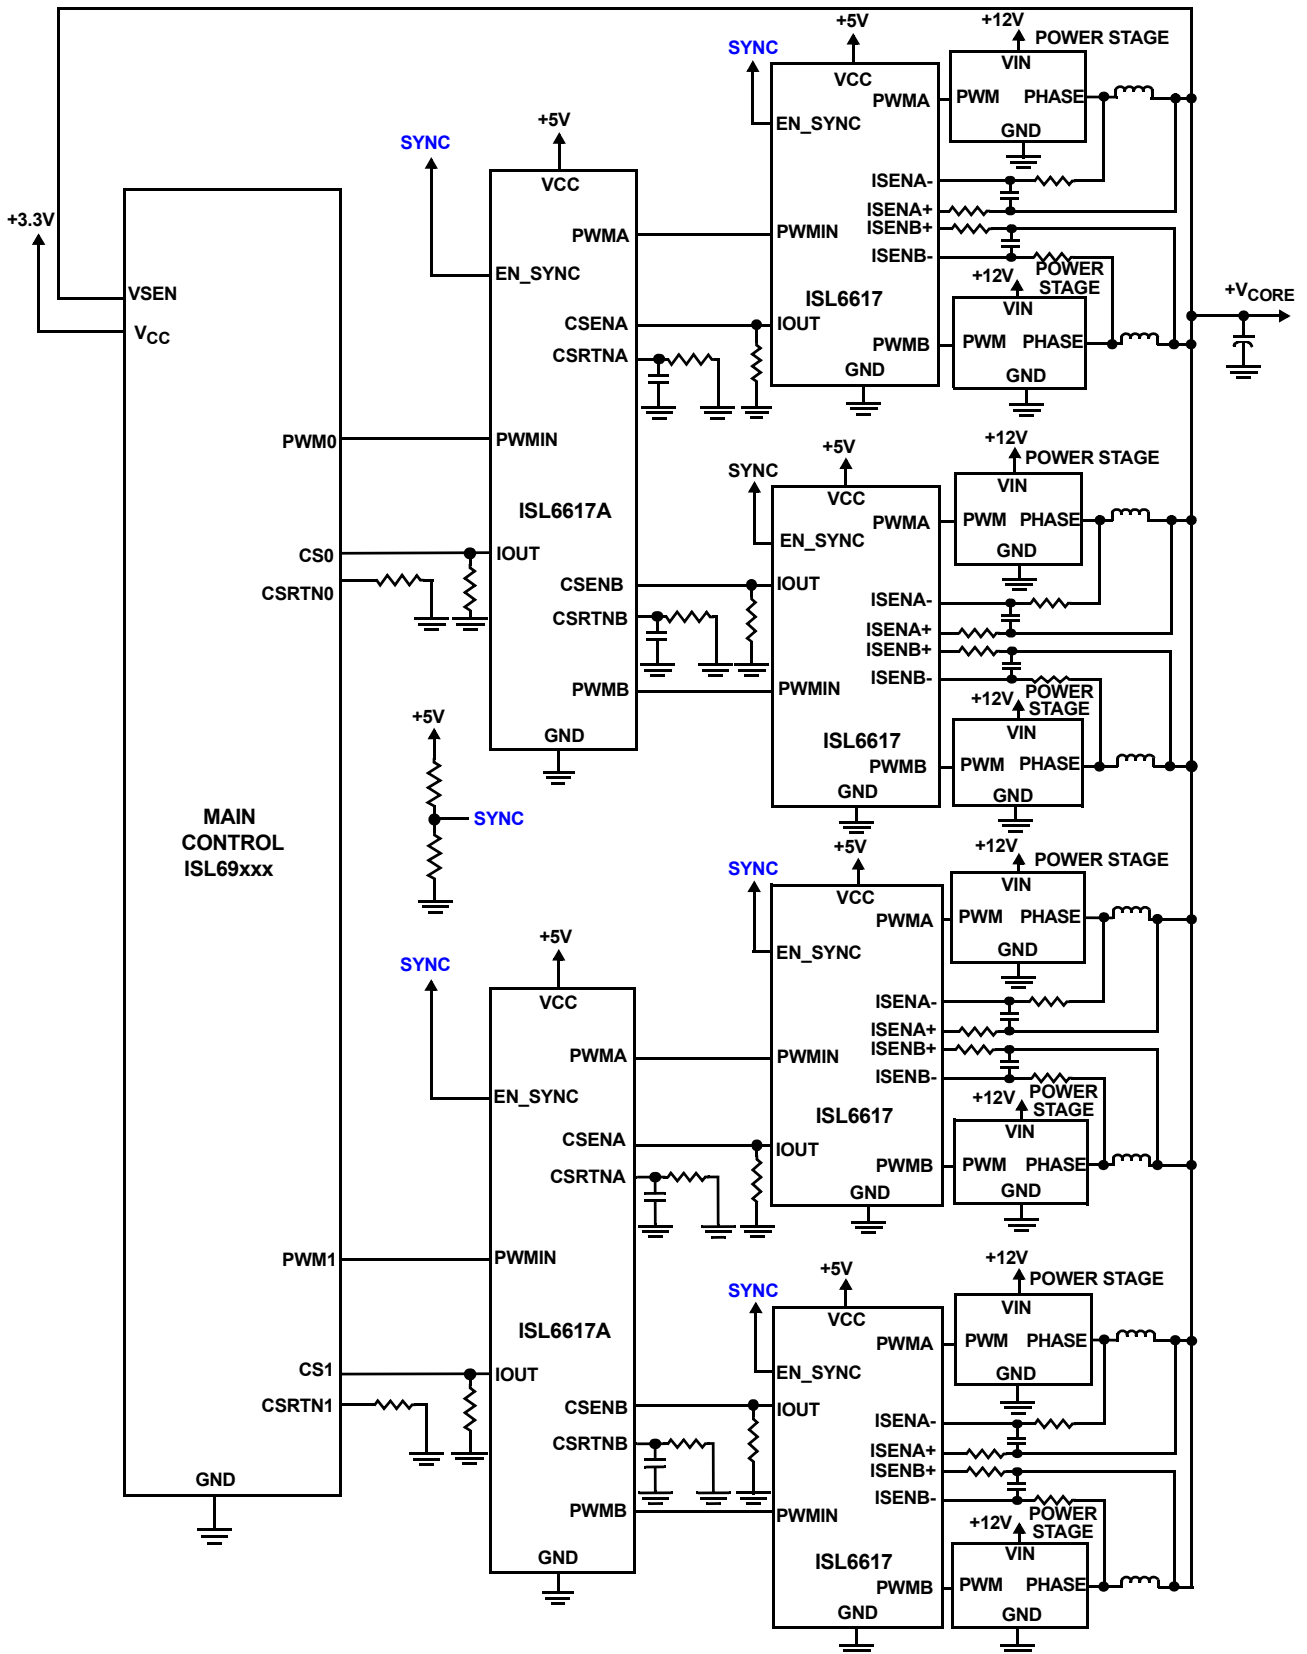 +3.3V
VSEN
VCC
PWM0
CS0
CSRTN0
MAIN
CONTROL
ISL69xxx
PWM1
CS1
CSRTN1
GND
+5V
SYNC
SYNC
+5V
VCC
PWMA
EN_SYNC
CSENA
CSRTNA
PWMIN
ISL6617A
IOUT
CSENB
CSRTNB
PWMB
GND
SYNC
+5V
VCC
PWMA
EN_SYNC
CSENA
CSRTNA
PWMIN
ISL6617A
IOUT
CSENB
CSRTNB
PWMB
GND
SYNC
+5V
VCC
PWMA
EN_SYNC
ISENA-
ISENA+
ISENB+
ISENB-
PWMIN
ISL6617
IOUT
PWMB
GND
+12V
POWER STAGE
VIN
PWM PHASE
GND
+12V
POWER
STAGE
VIN
PWM PHASE
GND
+VCORE
SYNC
+5V
VCC
PWMA
EN_SYNC
IOUT
ISENA-
ISENA+
ISENB+
ISENB-
PWMIN
ISL6617
PWMB
GND
+12V
POWER STAGE
VIN
PWM PHASE
GND
+12V
POWER
STAGE
VIN
PWM PHASE
GND
SYNC
+5V
VCC
PWMA
EN_SYNC
ISENA-
ISENA+
ISENB+
ISENB-
PWMIN
ISL6617
IOUT
PWMB
GND
+12V
POWER STAGE
VIN
PWM PHASE
GND
+12V
POWER
STAGE
VIN
PWM PHASE
GND
SYNC
+5V
VCC
PWMA
EN_SYNC
IOUT
ISENA-
ISENA+
ISENB+
ISENB-
PWMIN
ISL6617
PWMB
GND
+12V
POWER STAGE
VIN
PWM PHASE
GND
+12V
POWER
STAGE
VIN
PWM PHASE
GND